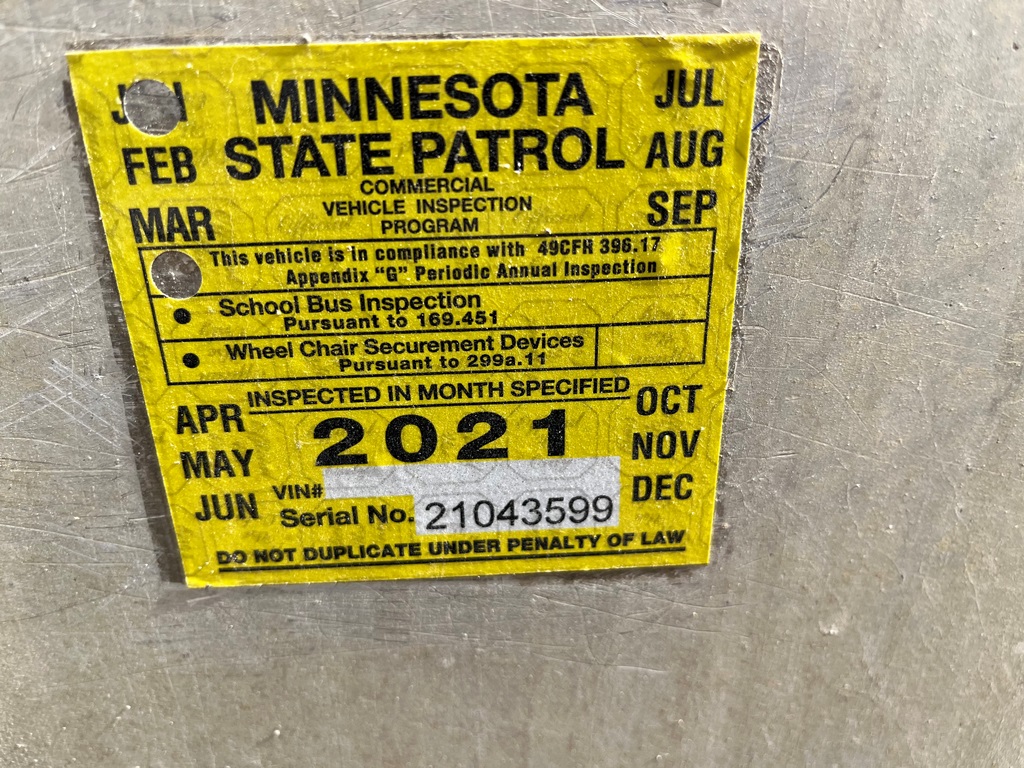 MINNESOTA
STATE PATROL
COMMERCIAL
VEHICLE INSPECTION
PROGRAM
FEB
MAR
JUL
AUG
SEP
This vehicle is in compliance with 49CFR 396.17
Appendix "G" Periodic Annual Inspection
• School Bus Inspection
Pursuant to 169.451
• Wheel Chair Securement Devices
Pursuant to 299a.11
INSPECTED IN MONTH SPECIFIED
APR
MAY
JUN
2021
OCT
NOV
DEC
VIN#
Serial No. 21043599
DO NOT DUPLICATE UNDER PENALTY OF LAW